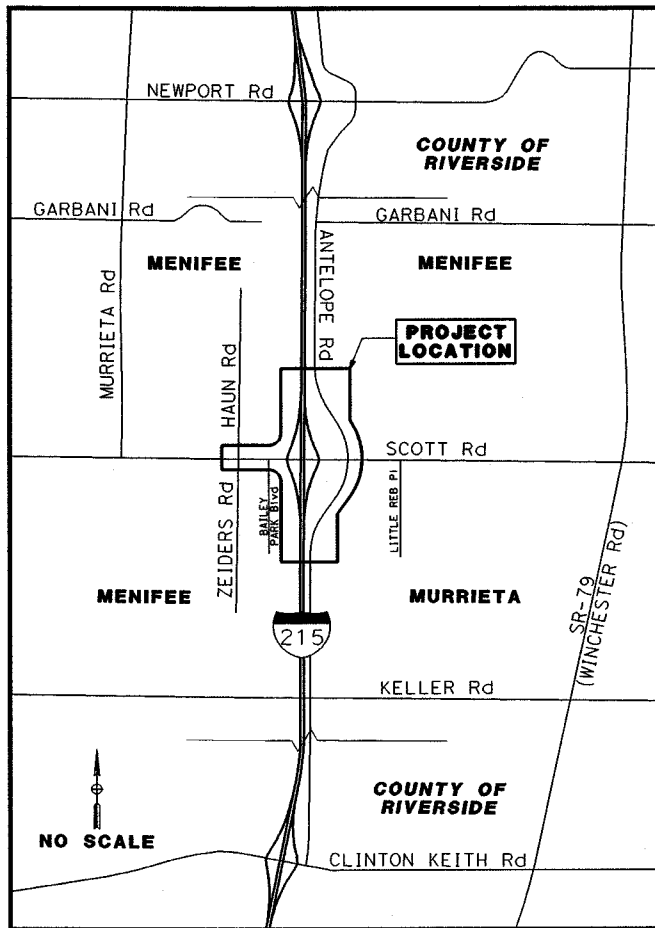 NEWPORT Rd
COUNTY OF
RIVERSIDE
GARBANI Rd
GARBANI Rd
MENIFEE
MENIFEE
ANTELOPE Rd
MURRIETA Rd
HAUN Rd
PROJECT
LOCATION
SCOTT Rd
ZEIDERS Rd
BAILEY
PARK Blvd
LITTLE REB Pl
MENIFEE
MURRIETA
SR-79
(WINCHESTER Rd)
215
KELLER Rd
COUNTY OF
RIVERSIDE
NO SCALE
CLINTON KEITH Rd